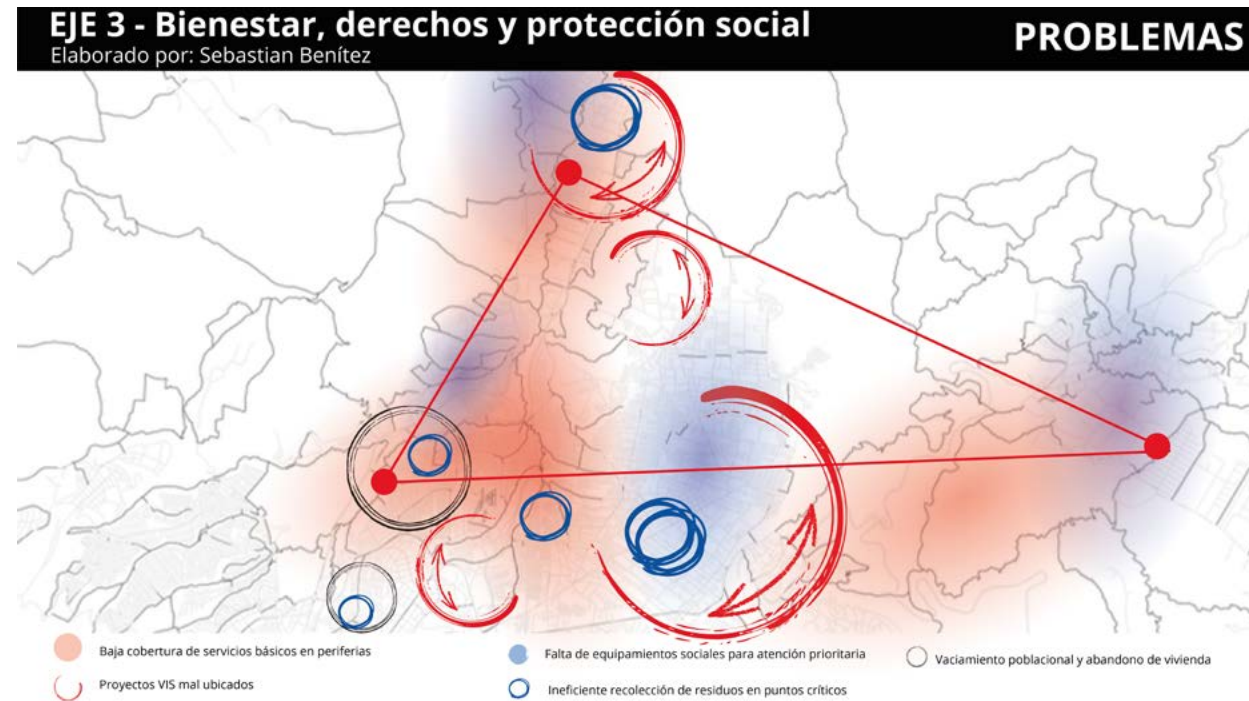 EJE 3 - Bienestar, derechos y protección social
Elaborado por: Sebastian Benítez
PROBLEMAS
Baja cobertura de servicios básicos en periferias
Falta de equipamientos sociales para atención prioritaria
Vaciamiento poblacional y abandono de vivienda
Proyectos VIS mal ubicados
Ineficiente recolección de residuos en puntos críticos